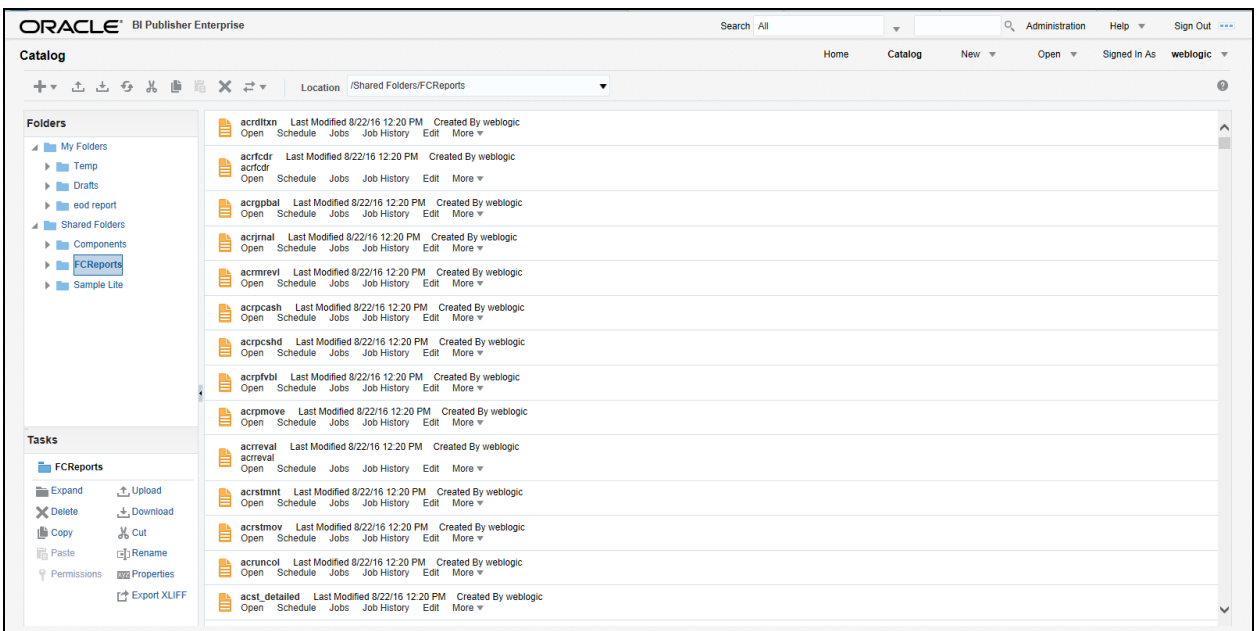 ORACLE BI Publisher Enterprise Search All Administration Help Sign Out
Catalog Home Catalog New Open Signed In As weblogic
Location /Shared Folders/FCReports
Folders
My Folders
Temp
Drafts
eod report
Shared Folders
Components
FCReports
Sample Lite
Tasks
FCReports
Expand Upload
Delete Download
Copy Cut
Paste Rename
Permissions xyz Properties
Export XLIFF
acrdltxn Last Modified 8/22/16 12:20 PM Created By weblogic
Open Schedule Jobs Job History Edit More
acrfcdr Last Modified 8/22/16 12:20 PM Created By weblogic
acrfcdr
Open Schedule Jobs Job History Edit More
acrgpbal Last Modified 8/22/16 12:20 PM Created By weblogic
Open Schedule Jobs Job History Edit More
acrjrnal Last Modified 8/22/16 12:20 PM Created By weblogic
Open Schedule Jobs Job History Edit More
acrmrevl Last Modified 8/22/16 12:20 PM Created By weblogic
Open Schedule Jobs Job History Edit More
acrpcash Last Modified 8/22/16 12:20 PM Created By weblogic
Open Schedule Jobs Job History Edit More
acrpcshd Last Modified 8/22/16 12:20 PM Created By weblogic
Open Schedule Jobs Job History Edit More
acrpfvbl Last Modified 8/22/16 12:20 PM Created By weblogic
Open Schedule Jobs Job History Edit More
acrpmove Last Modified 8/22/16 12:20 PM Created By weblogic
Open Schedule Jobs Job History Edit More
acrreval Last Modified 8/22/16 12:20 PM Created By weblogic
acrreval
Open Schedule Jobs Job History Edit More
acrstmnt Last Modified 8/22/16 12:20 PM Created By weblogic
Open Schedule Jobs Job History Edit More
acrstmov Last Modified 8/22/16 12:20 PM Created By weblogic
Open Schedule Jobs Job History Edit More
acruncol Last Modified 8/22/16 12:20 PM Created By weblogic
Open Schedule Jobs Job History Edit More
acst_detailed Last Modified 8/22/16 12:20 PM Created By weblogic
Open Schedule Jobs Job History Edit More